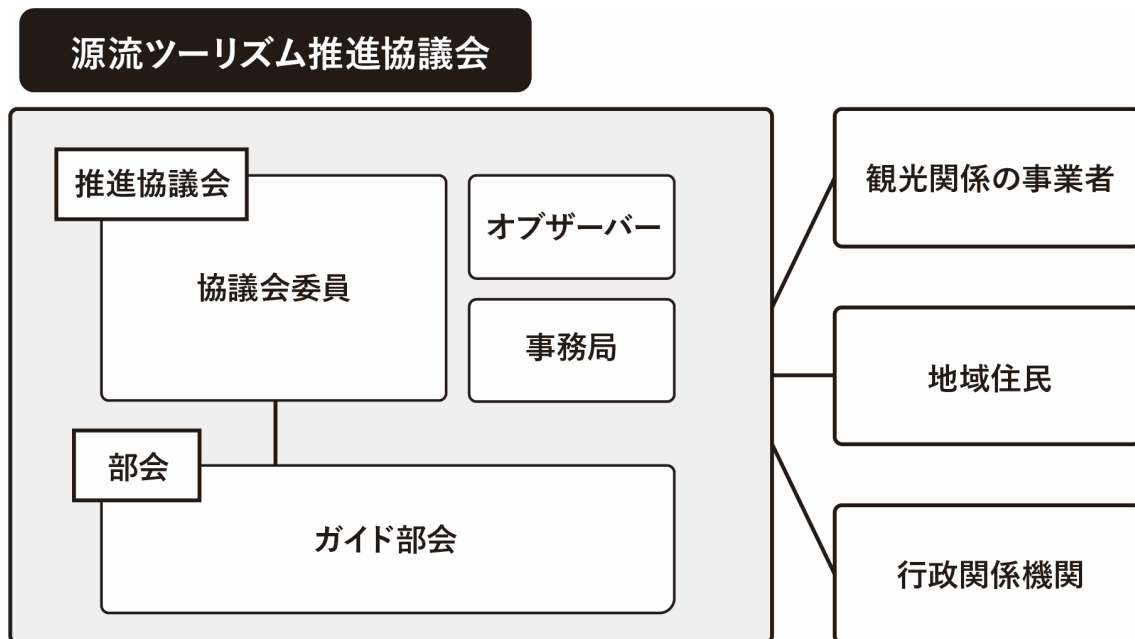 源流ツーリズム推進協議会
推進協議会
協議会委員
オブザーバー
事務局
部会
ガイド部会
観光関係の事業者
地域住民
行政関係機関